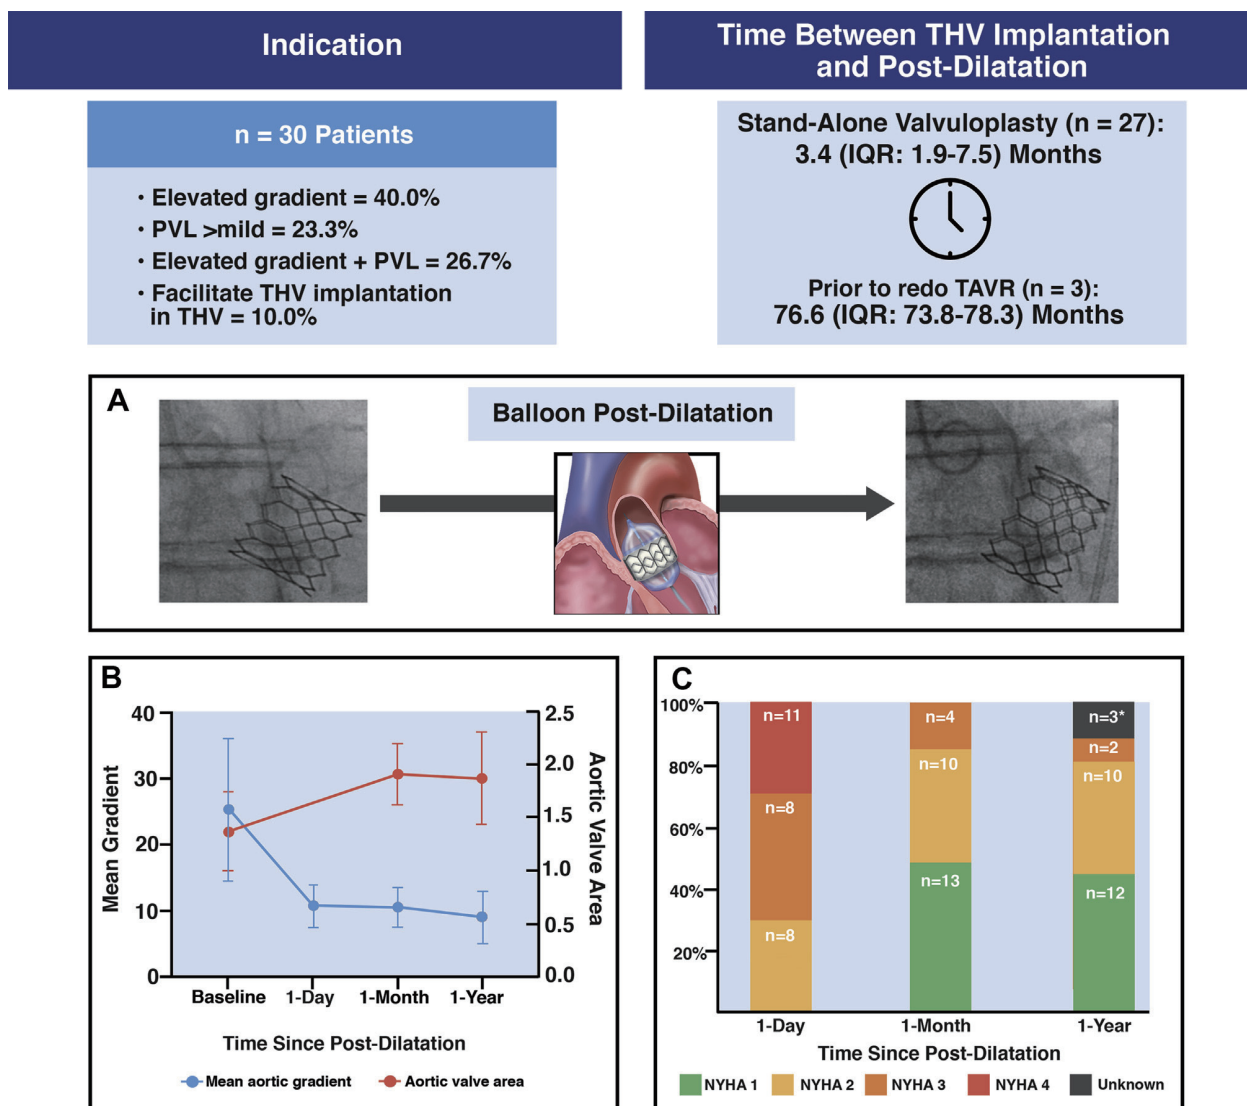 Indication
n = 30 Patients
· Elevated gradient = 40.0%
· PVL >mild = 23.3%
· Elevated gradient + PVL = 26.7%
· Facilitate THV implantation
in THV = 10.0%
Time Between THV Implantation
and Post-Dilatation
Stand-Alone Valvuloplasty (n = 27):
3.4 (IQR: 1.9-7.5) Months
Prior to redo TAVR (n = 3):
76.6 (IQR: 73.8-78.3) Months
A
Balloon Post-Dilatation
B
Mean Gradient
40
30
20
10
0
2.5
2.0
1.5
1.0
0.5
0.0
Aortic Valve Area
Baseline 1-Day 1-Month 1-Year
Time Since Post-Dilatation
Mean aortic gradient Aortic valve area
C
100%
80%
60%
40%
20%
n=11
n=8
n=8
n=4
n=10
n=13
n=3*
n=2
n=10
n=12
1-Day 1-Month 1-Year
Time Since Post-Dilatation
NYHA 1 NYHA 2 NYHA 3 NYHA 4 Unknown